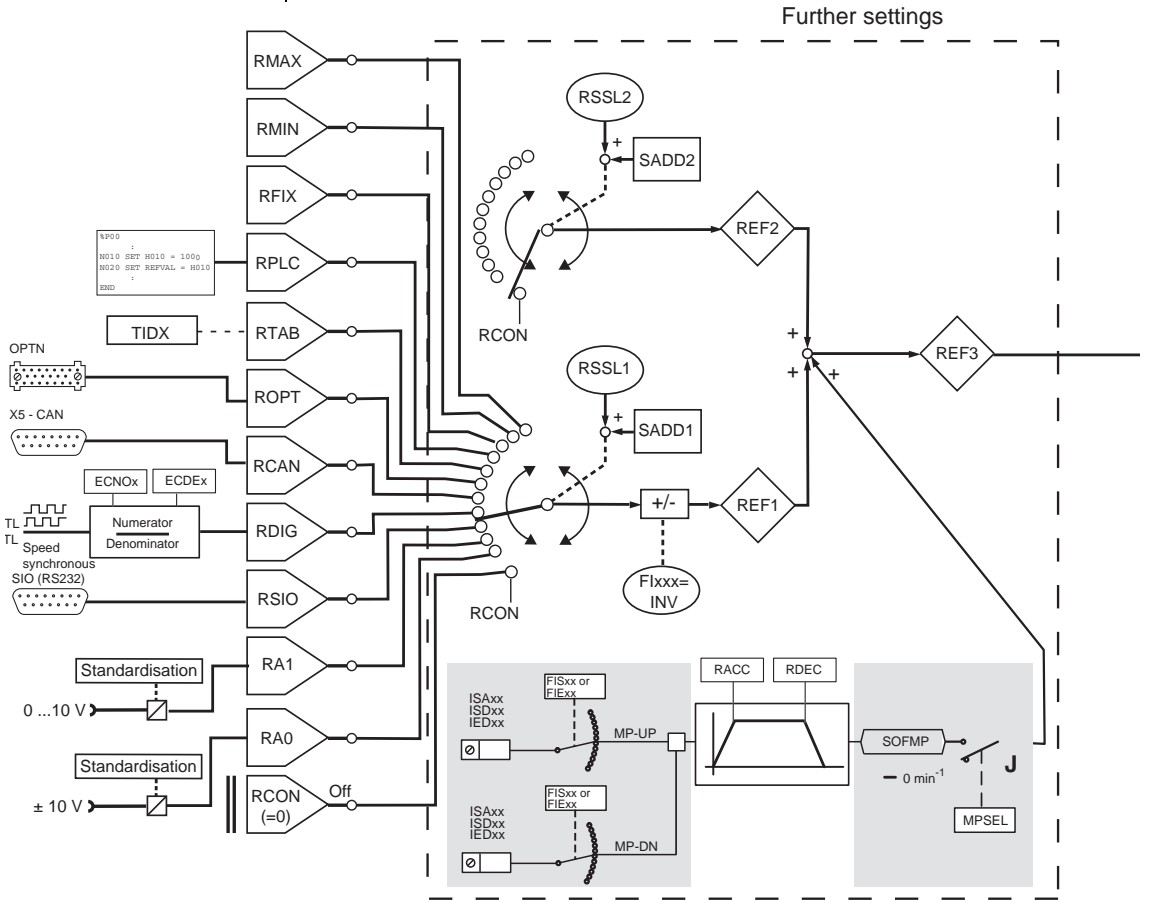 Further settings
RMAX
RMIN
RFIX
%P00
:
N010 SET H010 = 1000
N020 SET REFVAL = H010
:
END
RPLC
TIDX
RTAB
OPTN
ROPT
X5 - CAN
RCAN
ECNOx
ECDEx
TL
TL
Numerator
Denominator
Speed
synchronous
RDIG
SIO (RS232)
RSIO
Standardisation
0 ...10 V
RA1
Standardisation
± 10 V
RA0
RCON
(=0)
Off
RSSL2
+
SADD2
RCON
REF2
RSSL1
+
SADD1
RCON
+/-
FIxxx=
INV
REF1
+
+
+
REF3
ISAxx
ISDxx
IEDxx
FISxx or
FIExx
MP-UP
ISAxx
ISDxx
IEDxx
FISxx or
FIExx
MP-DN
RACC
RDEC
SOFMP
0 min-1
J
MPSEL